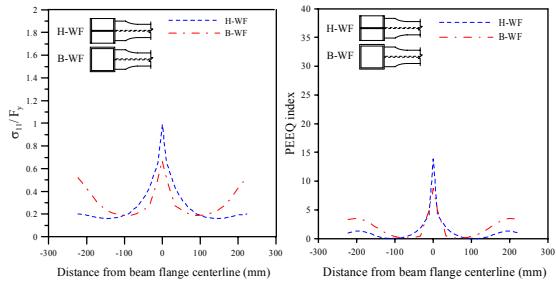 2
1.8
1.6
1.4
1.2
1
0.8
0.6
0.4
0.2
0
σ11/Fy
H-WF
B-WF
H-WF
B-WF
-300 -200 -100 0 100 200 300
Distance from beam flange centerline (mm)
40
35
30
25
20
15
10
5
0
PEEQ index
H-WF
B-WF
H-WF
B-WF
-300 -200 -100 0 100 200 300
Distance from beam flange centerline (mm)